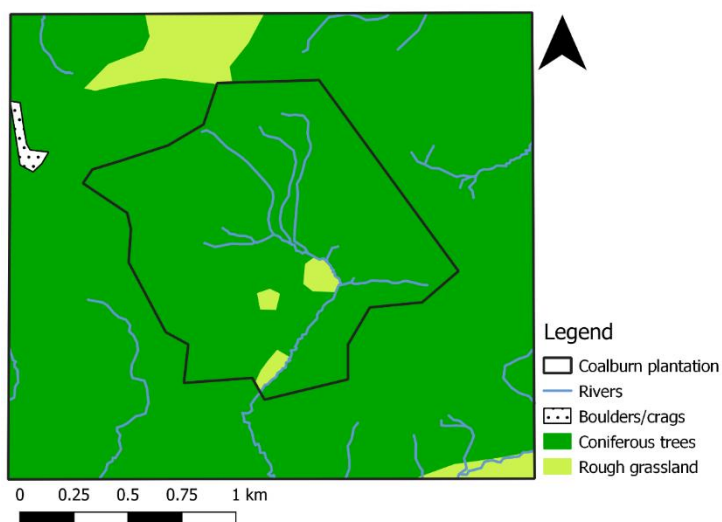 Legend
Coalburn plantation
Rivers
Boulders/crags
Coniferous trees
Rough grassland
0 0.25 0.5 0.75 1 km